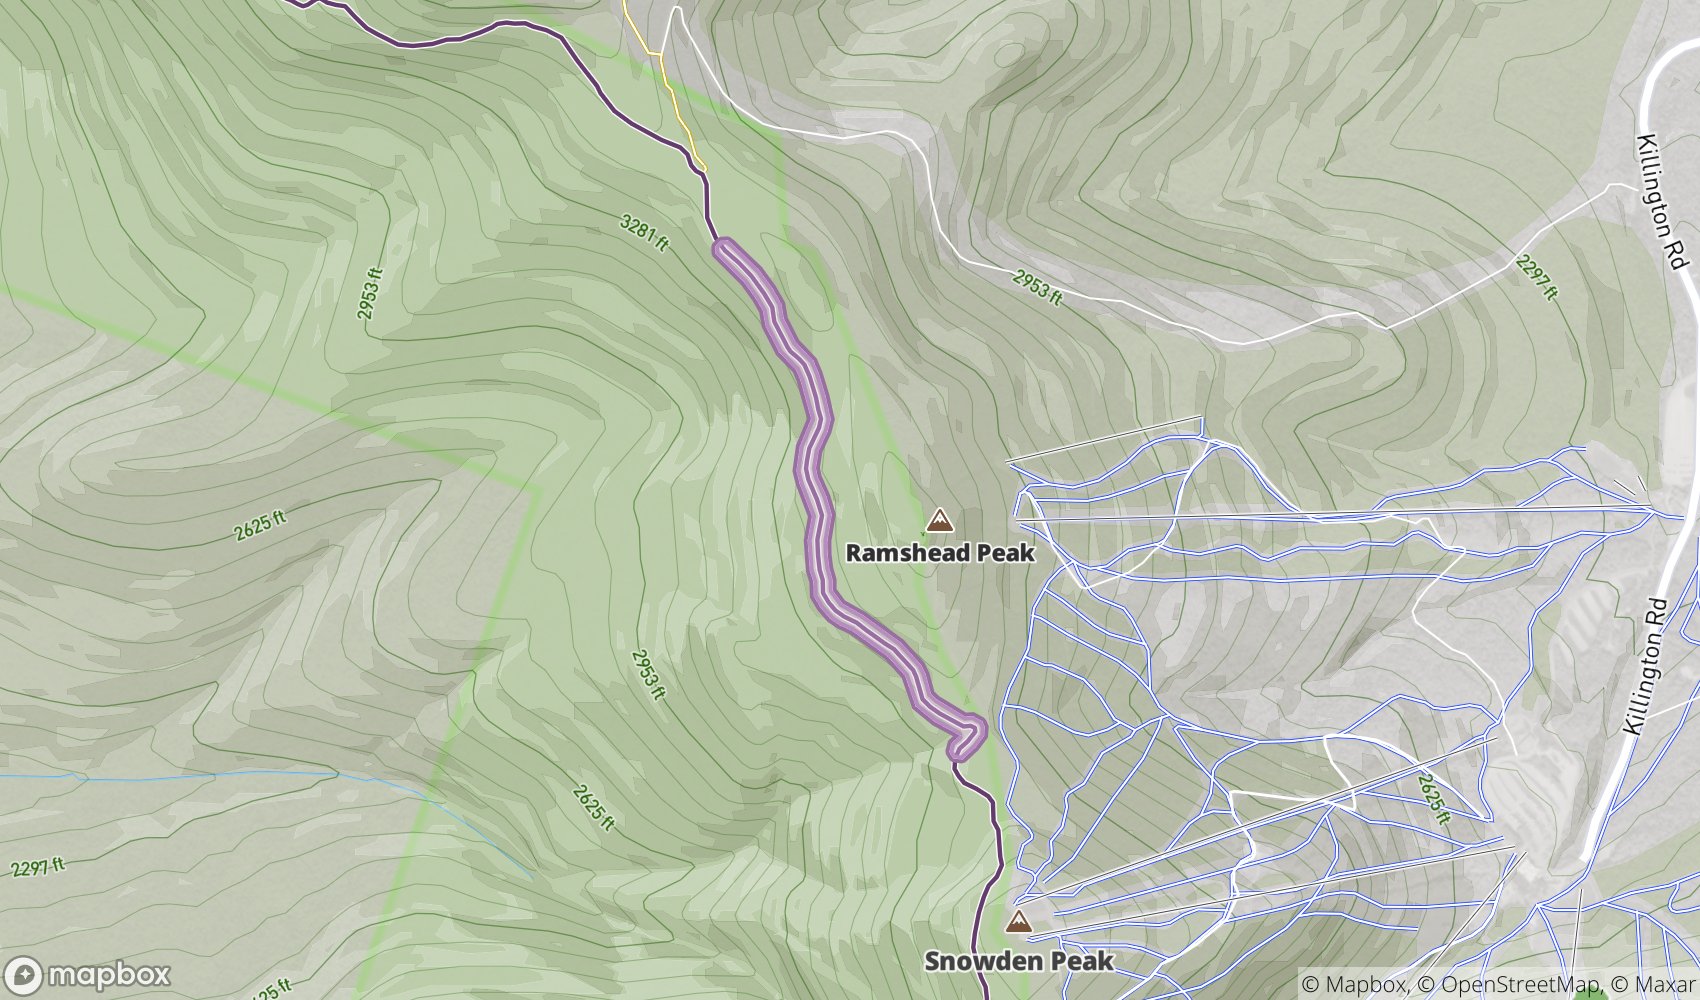 Killington Rd
3281 ft
2953 ft
2953 ft
2297 ft
2625 ft
Ramshead Peak
2953 ft
Killington Rd
2625 ft
2625 ft
2297 ft
Snowden Peak
mapbox
© Mapbox, © OpenStreetMap, © Maxar